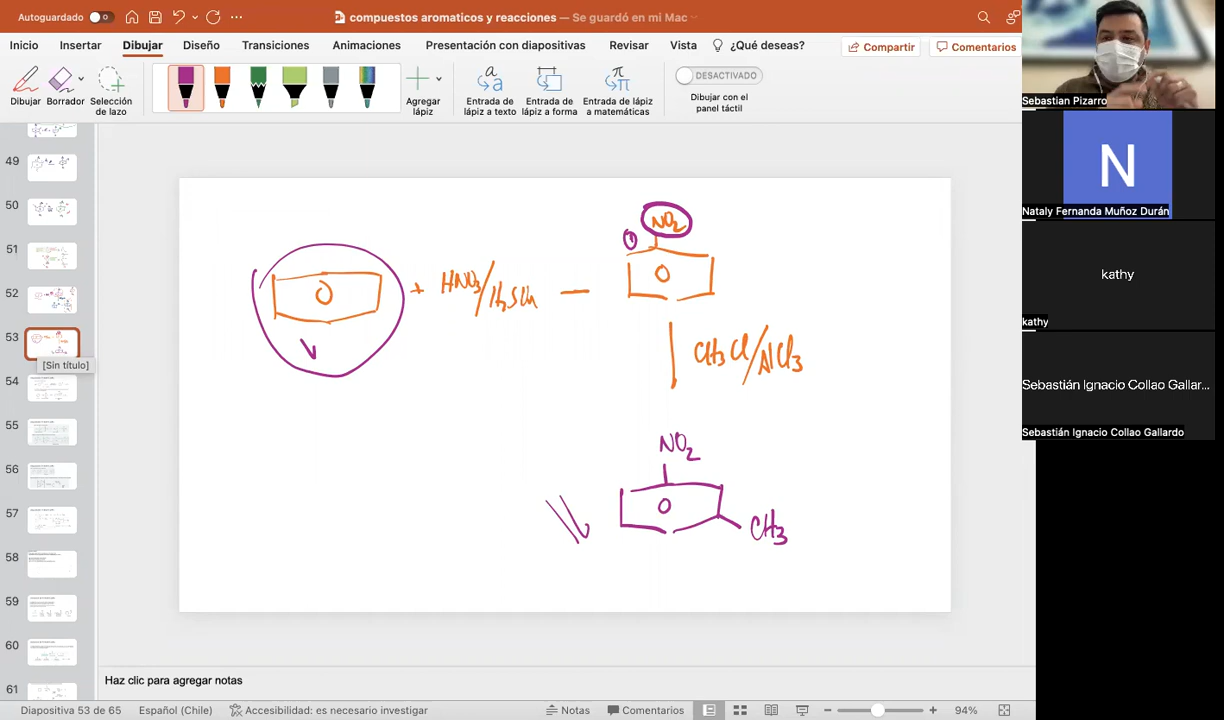 Autoguardado
compuestos aromaticos y reacciones — Se guardó en mi Mac
Inicio Insertar Dibujar Diseño Transiciones Animaciones Presentación con diapositivas Revisar Vista ¿Qué deseas? Compartir Comentarios
Dibujar Borrador Selección de lazo Agregar lápiz Entrada de lápiz a texto Entrada de lápiz a forma Entrada de lápiz a matemáticas DESACTIVADO Dibujar con el panel táctil
Sebastian Pizarro
N
Nataly Fernanda Muñoz Durán
kathy
kathy
Sebastián Ignacio Collao Gallar...
Sebastián Ignacio Collao Gallardo
49
50
51
52
53
[Sin título]
54
55
56
57
58
59
60
61
NO2
+ HNO3/
CH3Cl/AlCl3
NO2
CH3
Haz clic para agregar notas
Diapositiva 53 de 65 Español (Chile) Accesibilidad: es necesario investigar Notas Comentarios 94%